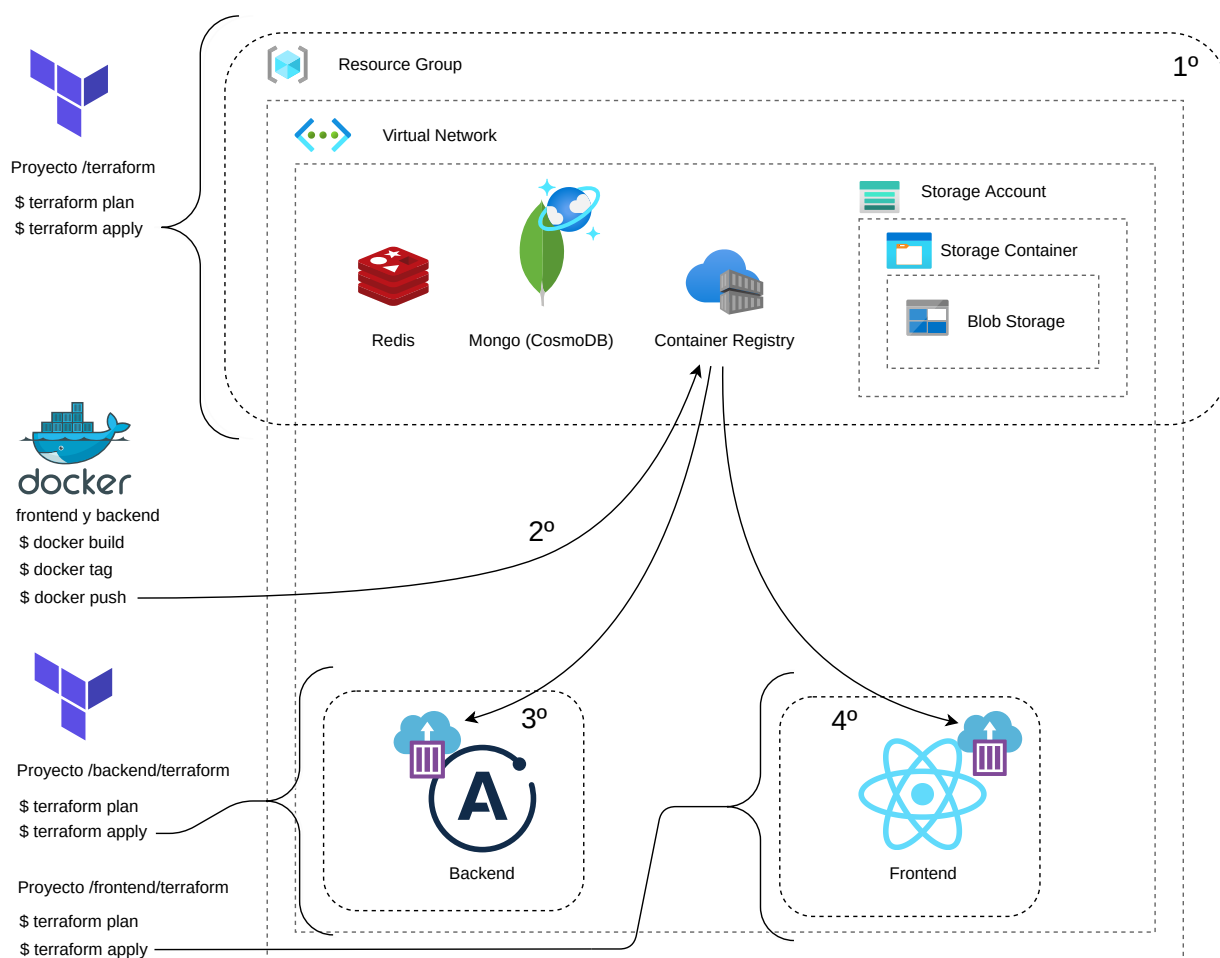 Resource Group
1º
Virtual Network
Proyecto /terraform
$ terraform plan
$ terraform apply
Storage Account
Storage Container
Blob Storage
Redis
Mongo (CosmoDB)
Container Registry
docker
frontend y backend
$ docker build
$ docker tag
$ docker push
2º
Proyecto /backend/terraform
$ terraform plan
$ terraform apply
3º
A
Backend
4º
Frontend
Proyecto /frontend/terraform
$ terraform plan
$ terraform apply